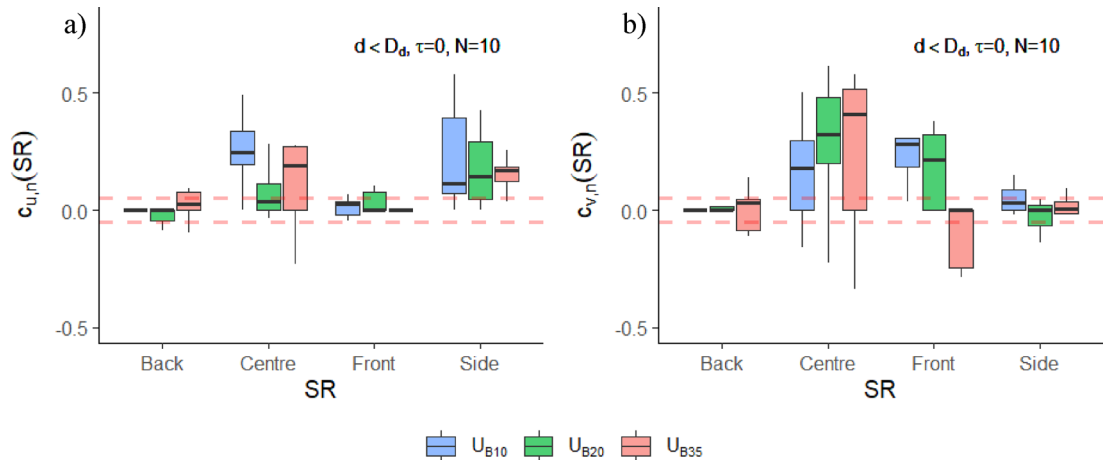 a)
d < Dd, τ=0, N=10
0.5
0.0
-0.5
cu,n(SR)
Back Centre Front Side
SR
b)
d < Dd, τ=0, N=10
0.5
0.0
-0.5
cv,n(SR)
Back Centre Front Side
SR
UB10 UB20 UB35